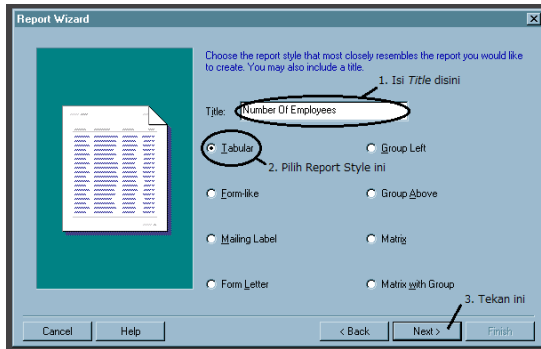 Report Wizard
Choose the report style that most closely resembles the report you would like
to create. You may also include a title.
1. Isi Title disini
Title: Number Of Employees
Tabular
Group Left
2. Pilih Report Style ini
Form-like
Group Above
Mailing Label
Matrix
Form Letter
Matrix with Group
3. Tekan ini
Cancel
Help
< Back
Next >
Finish